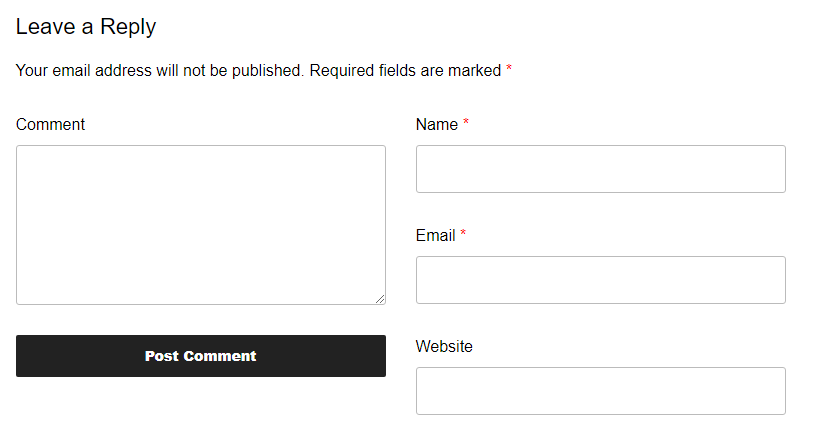 Leave a Reply
Your email address will not be published. Required fields are marked *
Comment
Post Comment
Name *
Email *
Website